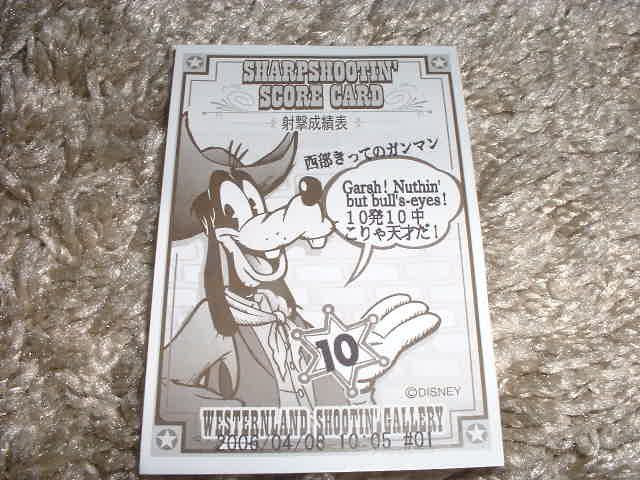 SHARPSHOOTIN'
SCORE CARD
射撃成績表
西部きってのガンマン
Garsh! Nuthin'
but bull's-eyes!
10発10中
こりゃ天才だ!
10
©DISNEY
WESTERNLAND SHOOTIN' GALLERY
2006/04/08 10:05 #01